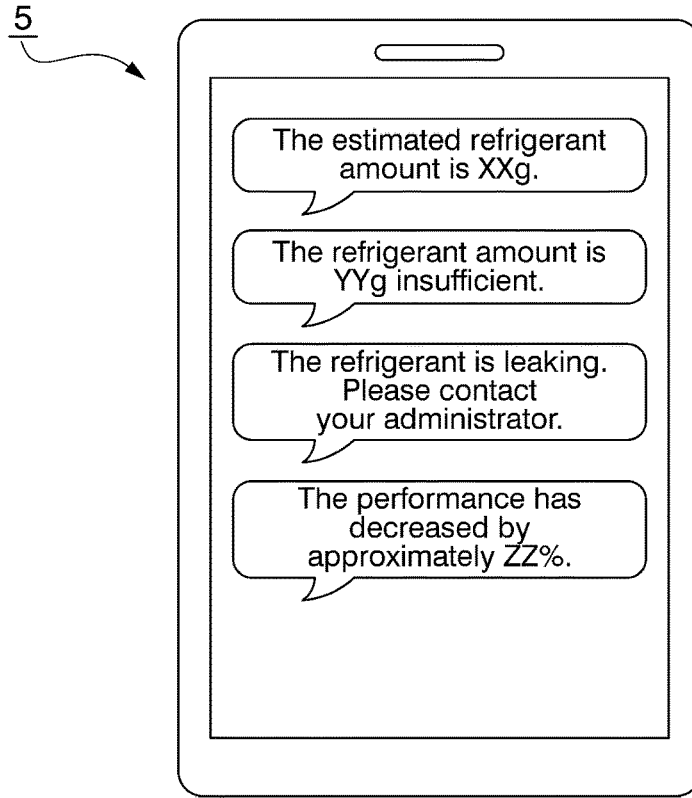 5
The estimated refrigerant
amount is XXg.
The refrigerant amount is
YYg insufficient.
The refrigerant is leaking.
Please contact
your administrator.
The performance has
decreased by
approximately ZZ%.